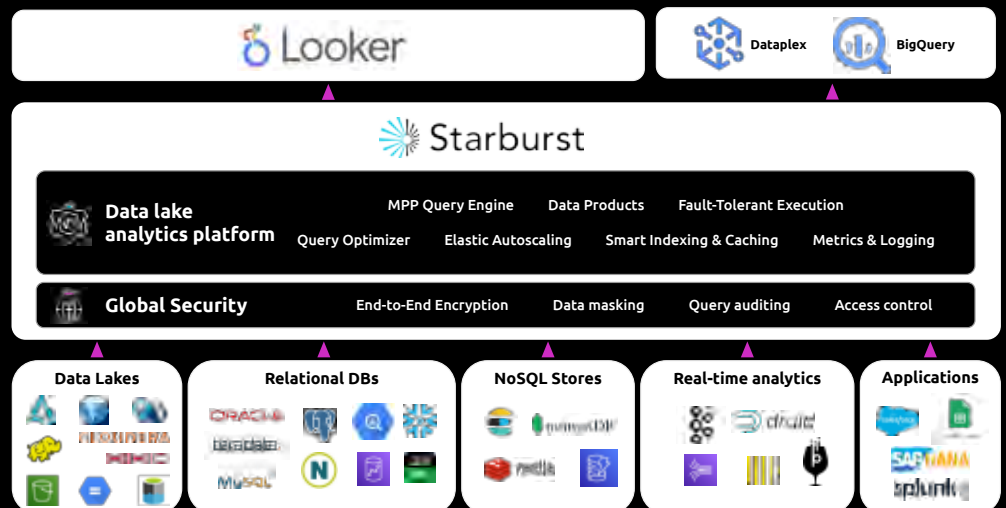 Looker
Dataplex
BigQuery
Starburst
Data lake
analytics platform
MPP Query Engine
Data Products
Fault-Tolerant Execution
Query Optimizer
Elastic Autoscaling
Smart Indexing & Caching
Metrics & Logging
Global Security
End-to-End Encryption
Data masking
Query auditing
Access control
Data Lakes
Relational DBs
NoSQL Stores
Real-time analytics
Applications
ORACLE
teradata
MySQL
N
mongoDB
redis
druid
SAP HANA
splunk